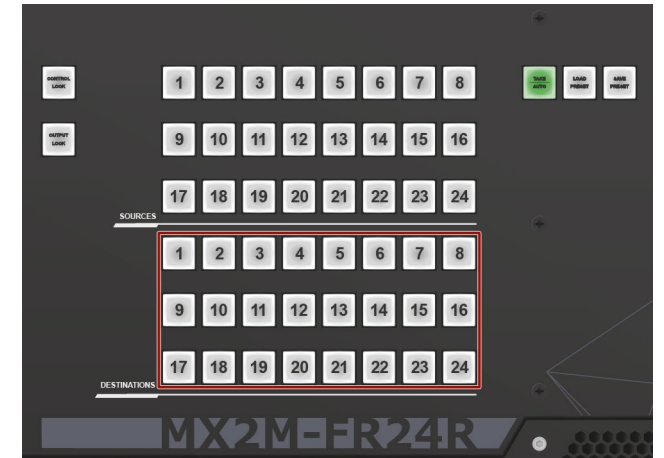 CONTROL LOCK
1 2 3 4 5 6 7 8
TAKE AUTO
LOAD PRESET
SAVE PRESET
OUTPUT LOCK
9 10 11 12 13 14 15 16
17 18 19 20 21 22 23 24
SOURCES
1 2 3 4 5 6 7 8
9 10 11 12 13 14 15 16
17 18 19 20 21 22 23 24
DESTINATIONS
MX2M-FR24R